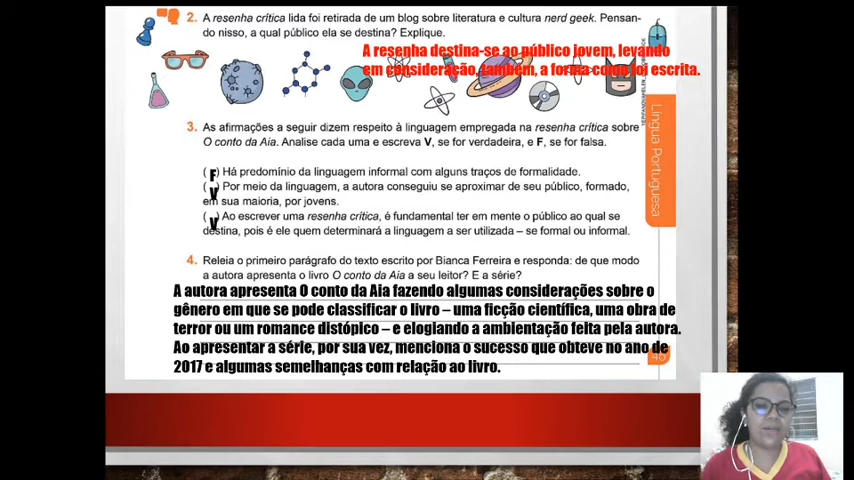 2. A resenha crítica lida foi retirada de um blog sobre literatura e cultura nerd geek. Pensan-
do nisso, a qual público ela se destina? Explique.
A resenha destina-se ao público jovem, levando
em consideração, também, a forma como foi escrita.
3. As afirmações a seguir dizem respeito à linguagem empregada na resenha crítica sobre
O conto da Aia. Analise cada uma e escreva V, se for verdadeira, e F, se for falsa.
(F) Há predomínio da linguagem informal com alguns traços de formalidade.
(V) Por meio da linguagem, a autora conseguiu se aproximar de seu público, formado,
em sua maioria, por jovens.
(V) Ao escrever uma resenha crítica, é fundamental ter em mente o público ao qual se
destina, pois é ele quem determinará a linguagem a ser utilizada – se formal ou informal.
4. Releia o primeiro parágrafo do texto escrito por Bianca Ferreira e responda: de que modo
a autora apresenta o livro O conto da Aia a seu leitor? E a série?
A autora apresenta O conto da Aia fazendo algumas considerações sobre o
gênero em que se pode classificar o livro – uma ficção científica, uma obra de
terror ou um romance distópico – e elogiando a ambientação feita pela autora.
Ao apresentar a série, por sua vez, menciona o sucesso que obteve no ano de
2017 e algumas semelhanças com relação ao livro.
Língua Portuguesa